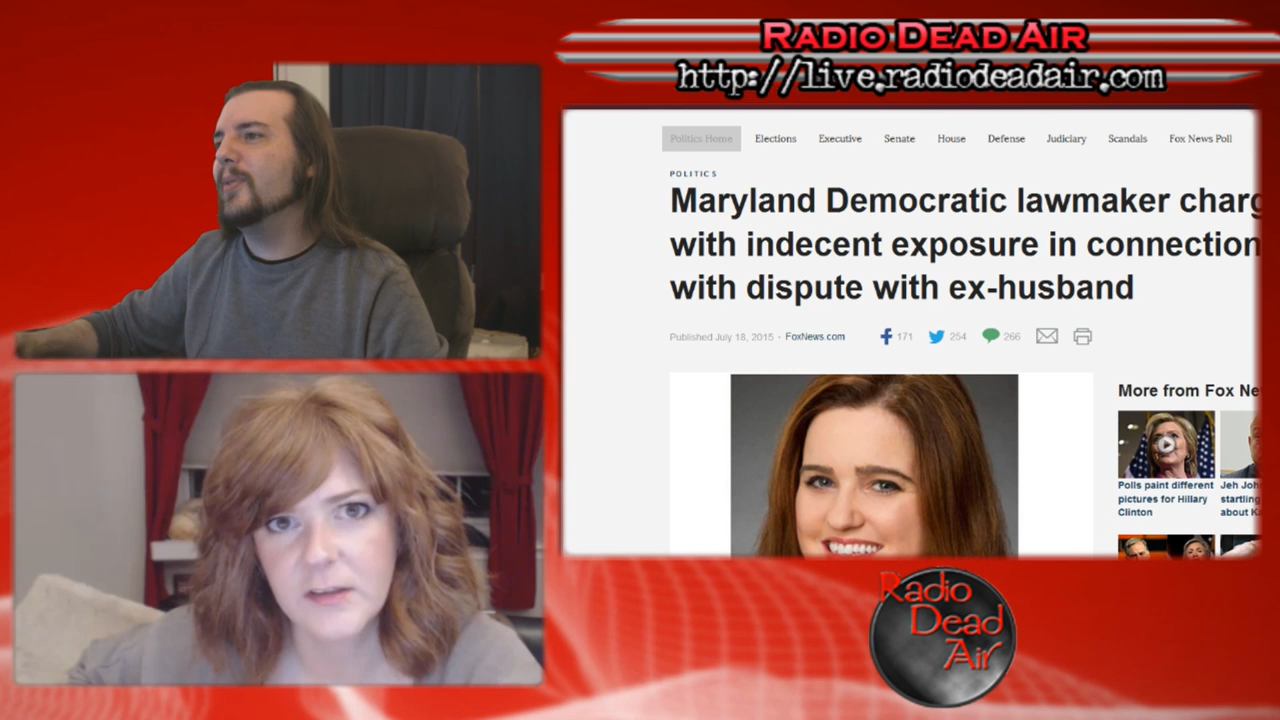 Radio Dead Air
http://live.radiodeadair.com
Politics Home Elections Executive Senate House Defense Judiciary Scandals Fox News Poll
POLITICS
Maryland Democratic lawmaker charg
with indecent exposure in connection
with dispute with ex-husband
Published July 18, 2015 · FoxNews.com 171 254 266
More from Fox Ne
Polls paint different
pictures for Hillary
Clinton
Jeh Joh
startling
about K
Radio
Dead
Air